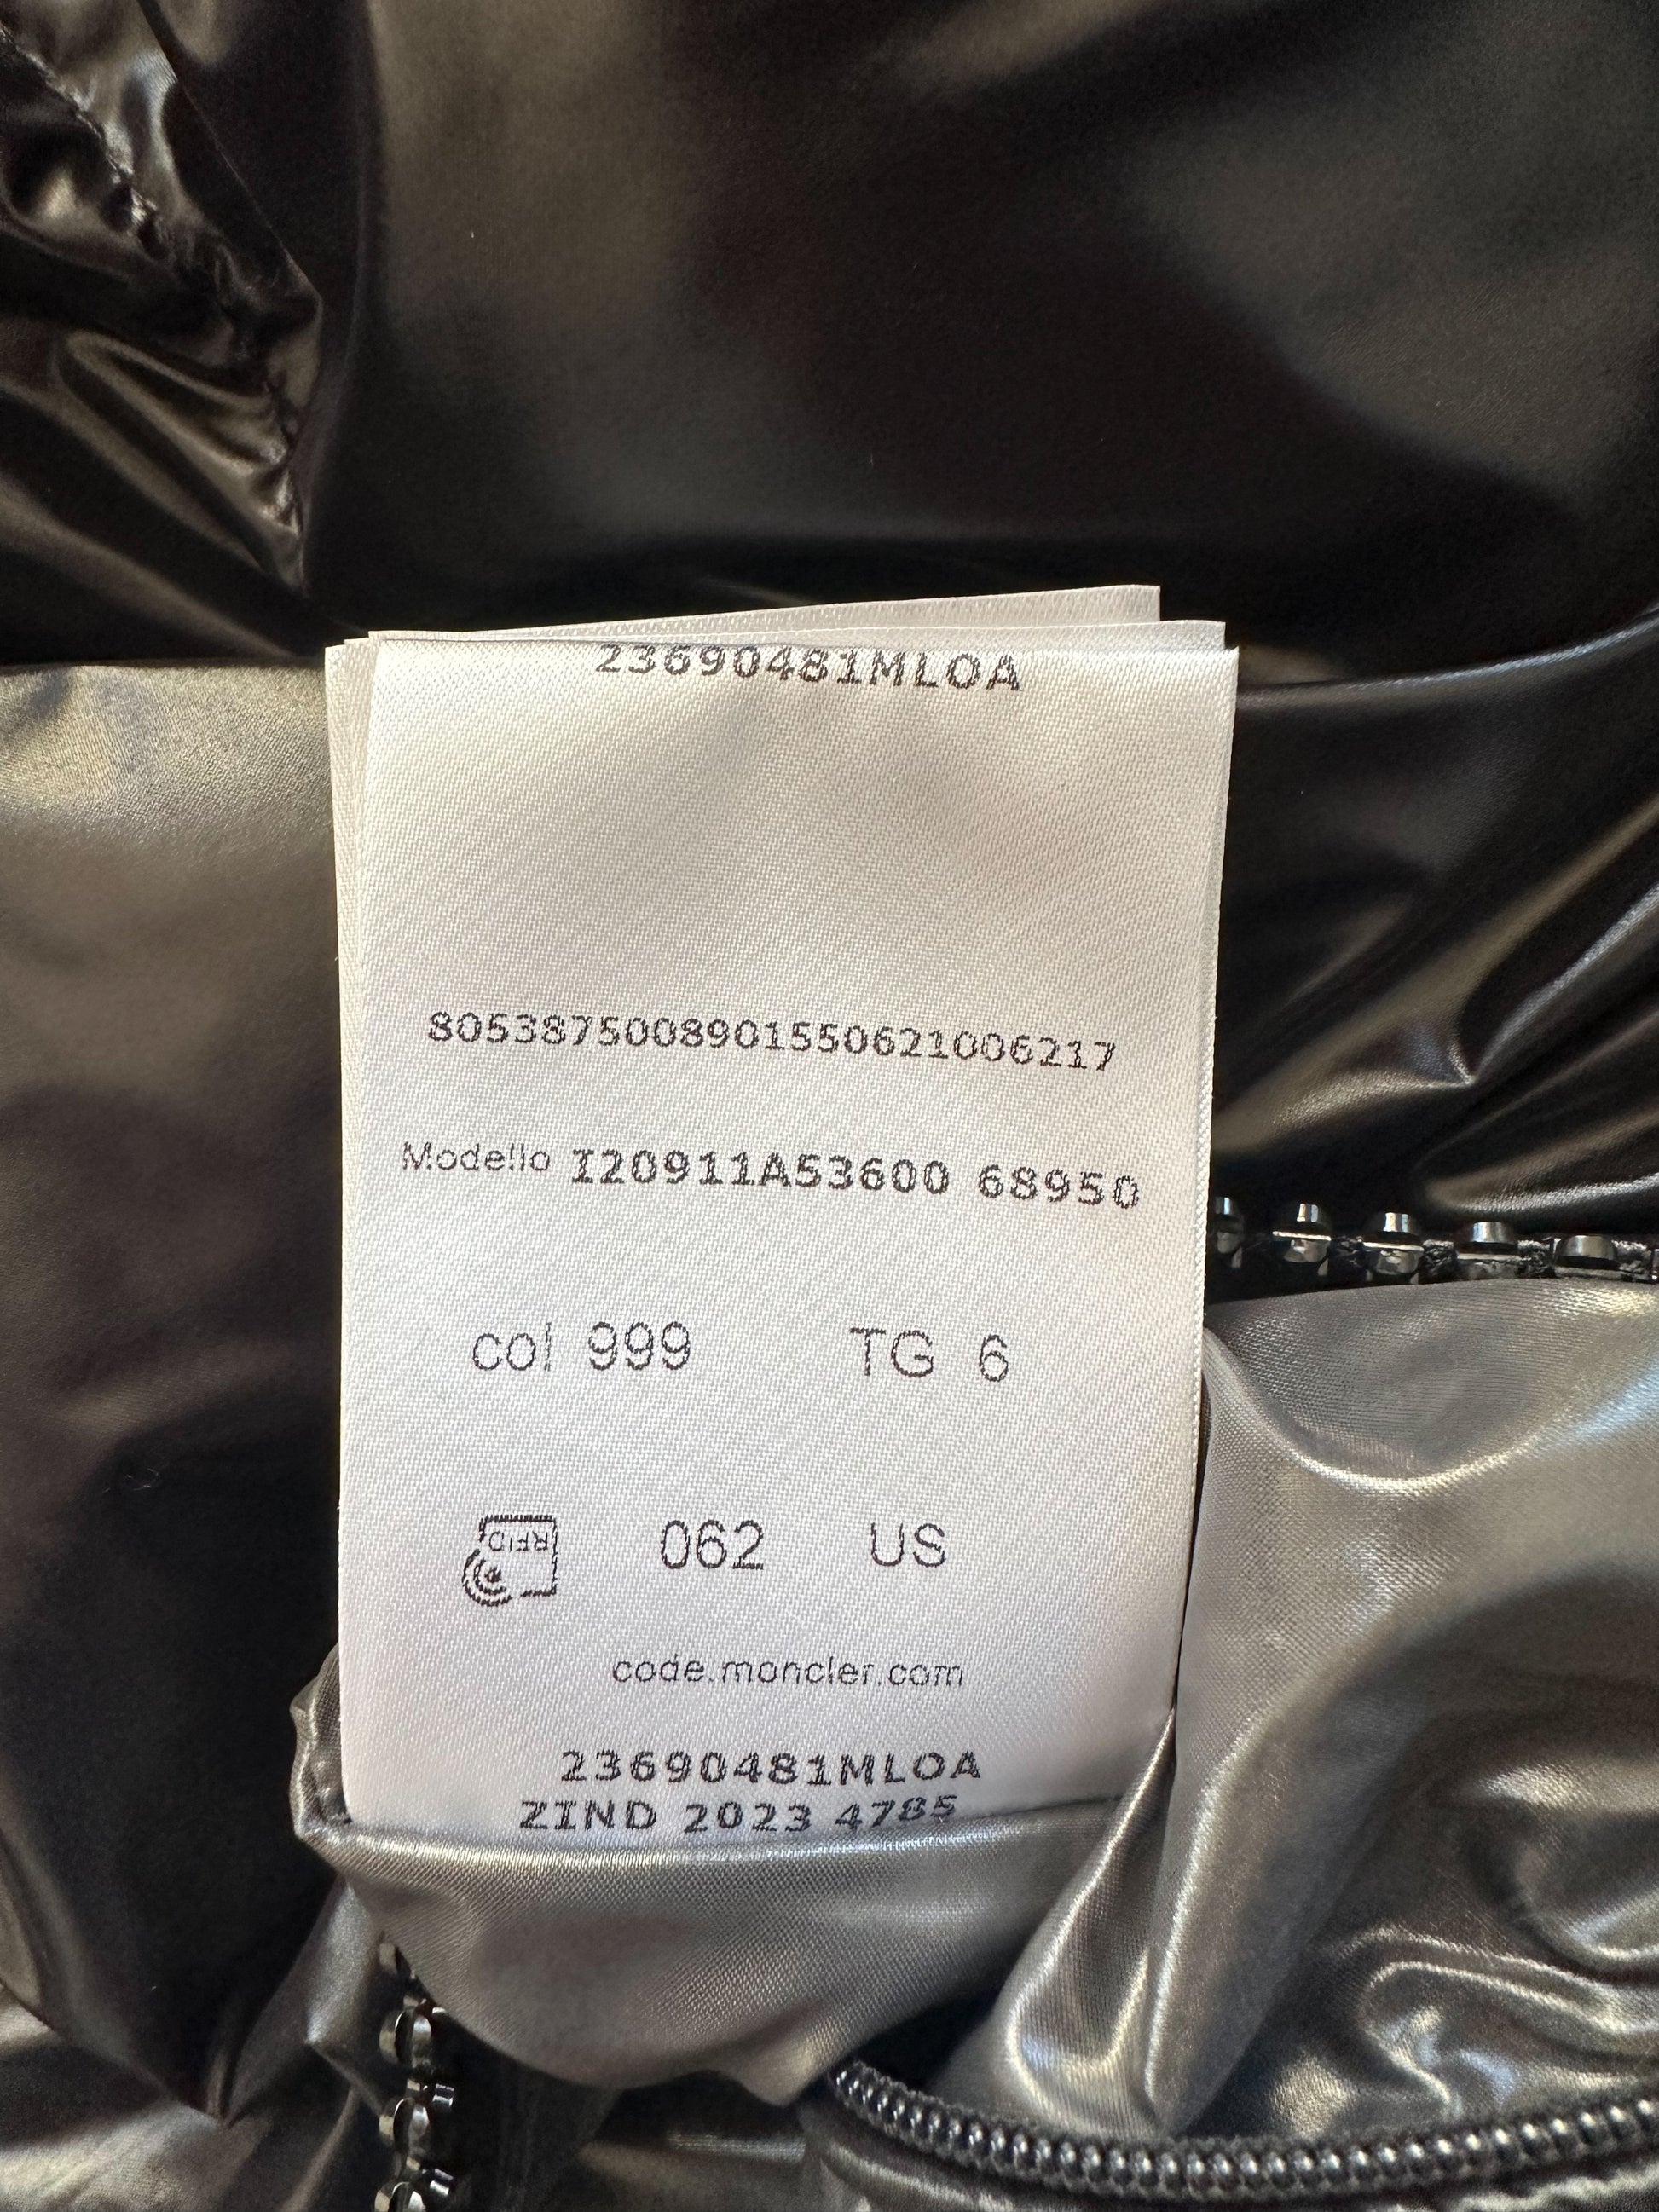 23690481MLOA
8053875008901550621006217
Modello I20911A53600 68950
col 999 TG 6
RFID 062 US
code.moncler.com
23690481MLOA
ZIND 2023 4785